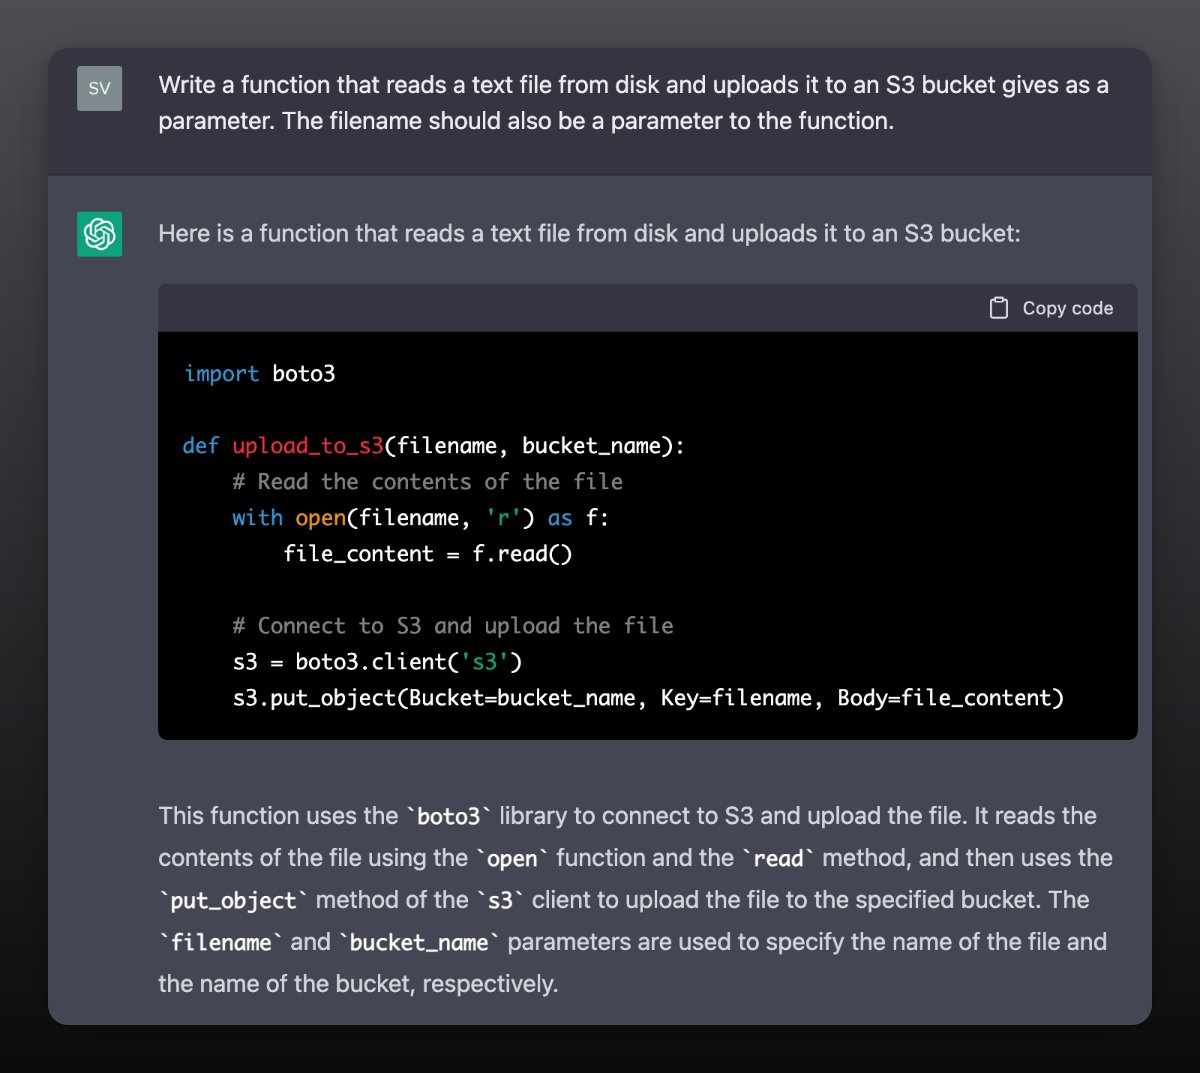 SV
Write a function that reads a text file from disk and uploads it to an S3 bucket gives as a
parameter. The filename should also be a parameter to the function.
Here is a function that reads a text file from disk and uploads it to an S3 bucket:
Copy code
import boto3
def upload_to_s3(filename, bucket_name):
    # Read the contents of the file
    with open(filename, 'r') as f:
        file_content = f.read()
    # Connect to S3 and upload the file
    s3 = boto3.client('s3')
    s3.put_object(Bucket=bucket_name, Key=filename, Body=file_content)
This function uses the `boto3` library to connect to S3 and upload the file. It reads the
contents of the file using the `open` function and the `read` method, and then uses the
`put_object` method of the `s3` client to upload the file to the specified bucket. The
`filename` and `bucket_name` parameters are used to specify the name of the file and
the name of the bucket, respectively.